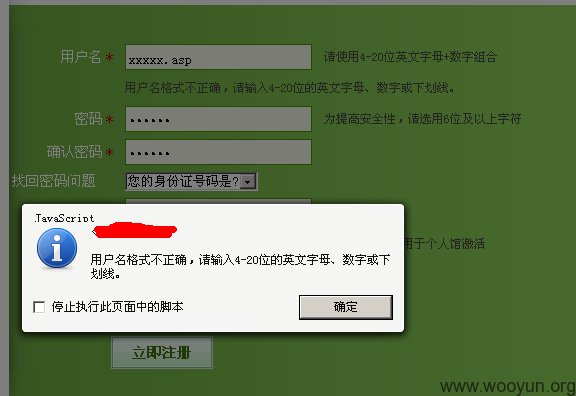 用户名 * xxxxx.asp 请使用4-20位英文字母+数字组合
用户名格式不正确，请输入4-20位的英文字母、数字或下划线。
密码 * •••••• 为提高安全性，请选用6位及以上字符
确认密码 * ••••••
找回密码问题 您的身份证号码是?
JavaScript
用于个人馆激活
用户名格式不正确，请输入4-20位的英文字母、数字或下
划线。
停止执行此页面中的脚本 确定
立即注册
www.wooyun.org